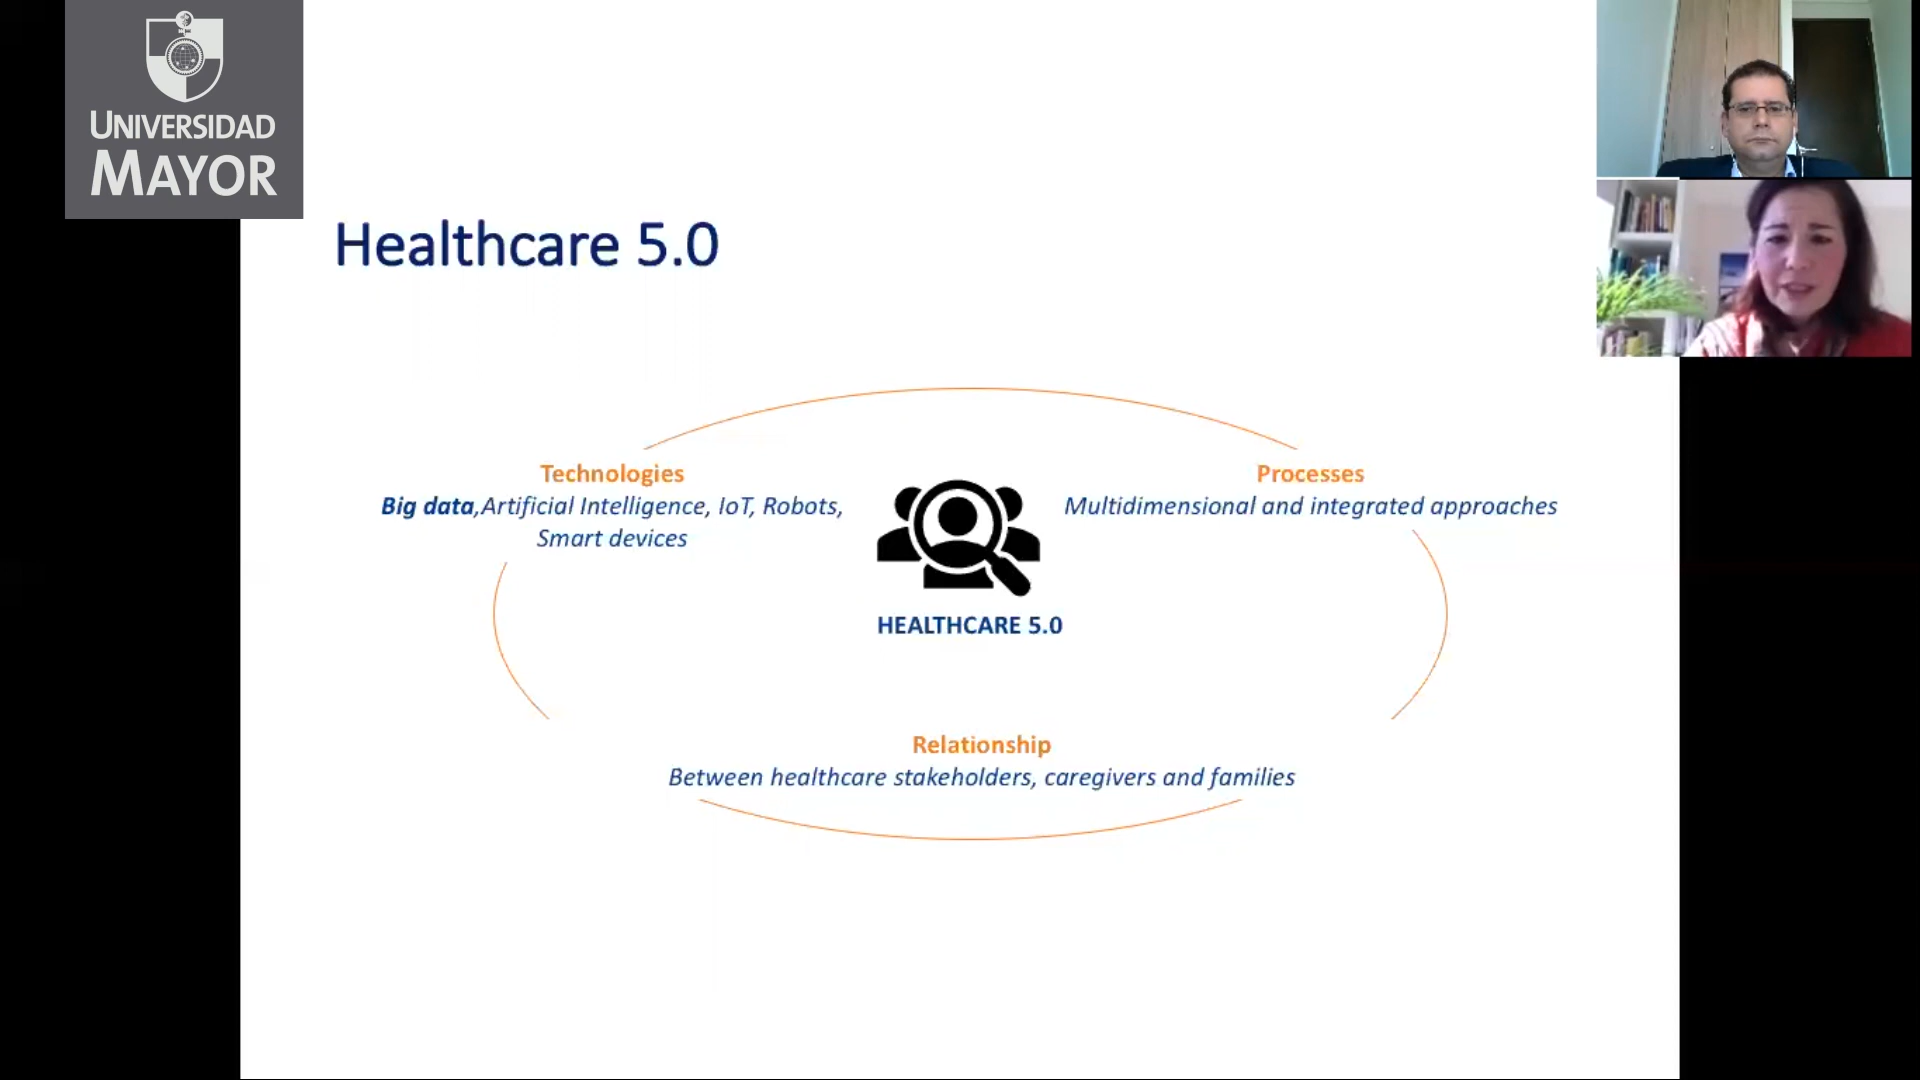 UNIVERSIDAD
MAYOR
Healthcare 5.0
Technologies
Big data,Artificial Intelligence, IoT, Robots,
Smart devices
Processes
Multidimensional and integrated approaches
HEALTHCARE 5.0
Relationship
Between healthcare stakeholders, caregivers and families